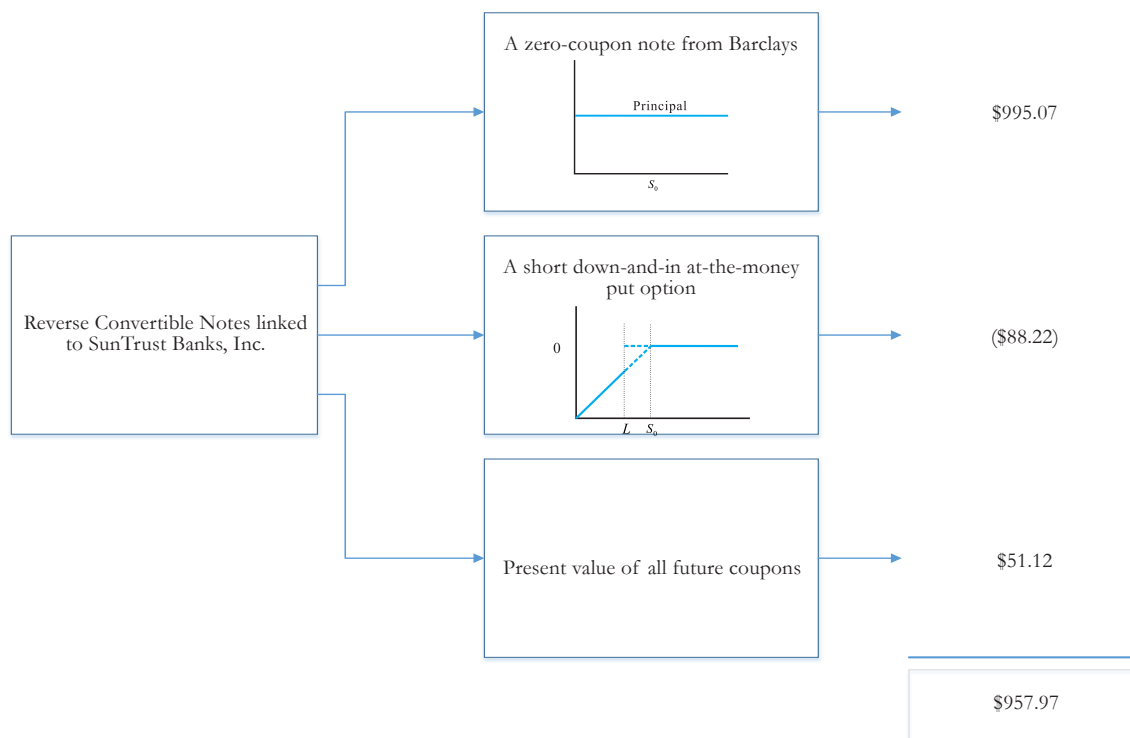 A zero-coupon note from Barclays
Principal
S₀
$995.07
Reverse Convertible Notes linked
to SunTrust Banks, Inc.
A short down-and-in at-the-money
put option
0
L S₀
($88.22)
Present value of all future coupons
$51.12
$957.97